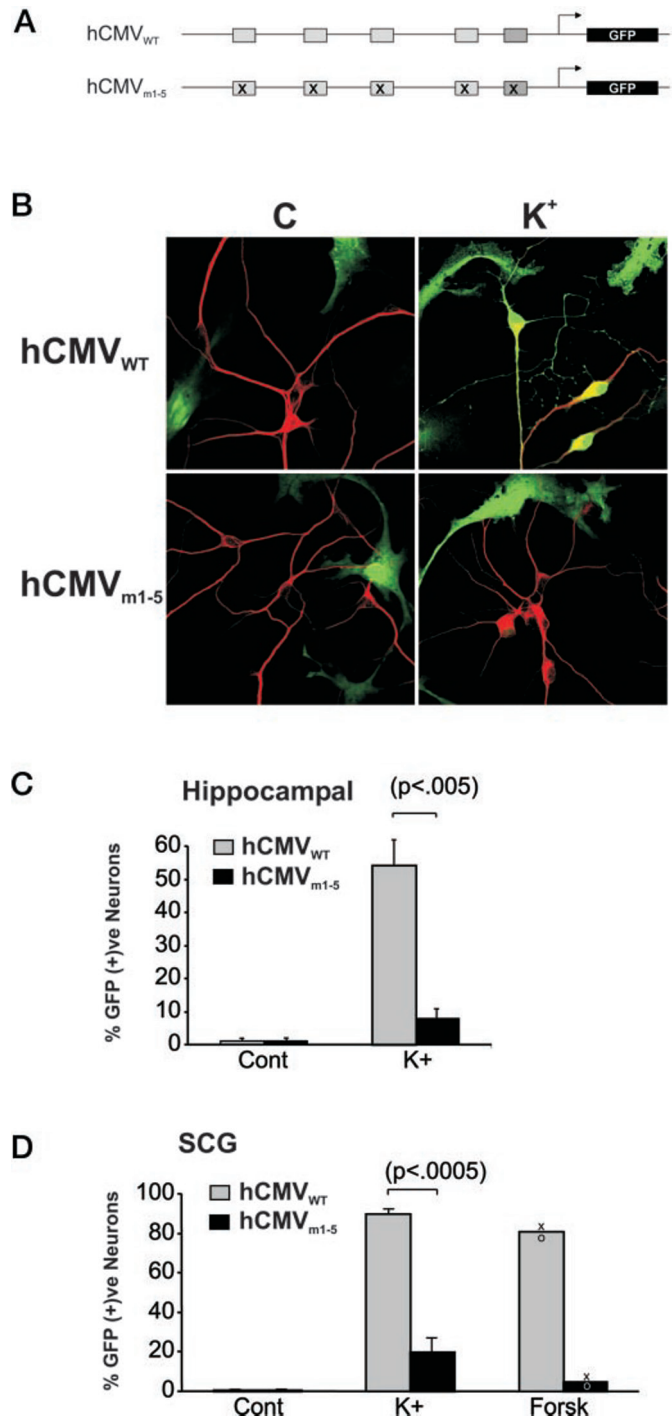 A
hCMVWT
GFP
hCMVm1-5
X X X X X
GFP
B
C K+
hCMVWT
hCMVm1-5
C
Hippocampal
(p<.005)
hCMVWT
hCMVm1-5
% GFP (+)ve Neurons
60
50
40
30
20
10
0
Cont K+
D
SCG
(p<.0005)
hCMVWT
hCMVm1-5
% GFP (+)ve Neurons
100
80
60
40
20
0
x
o
x
o
Cont K+ Forsk